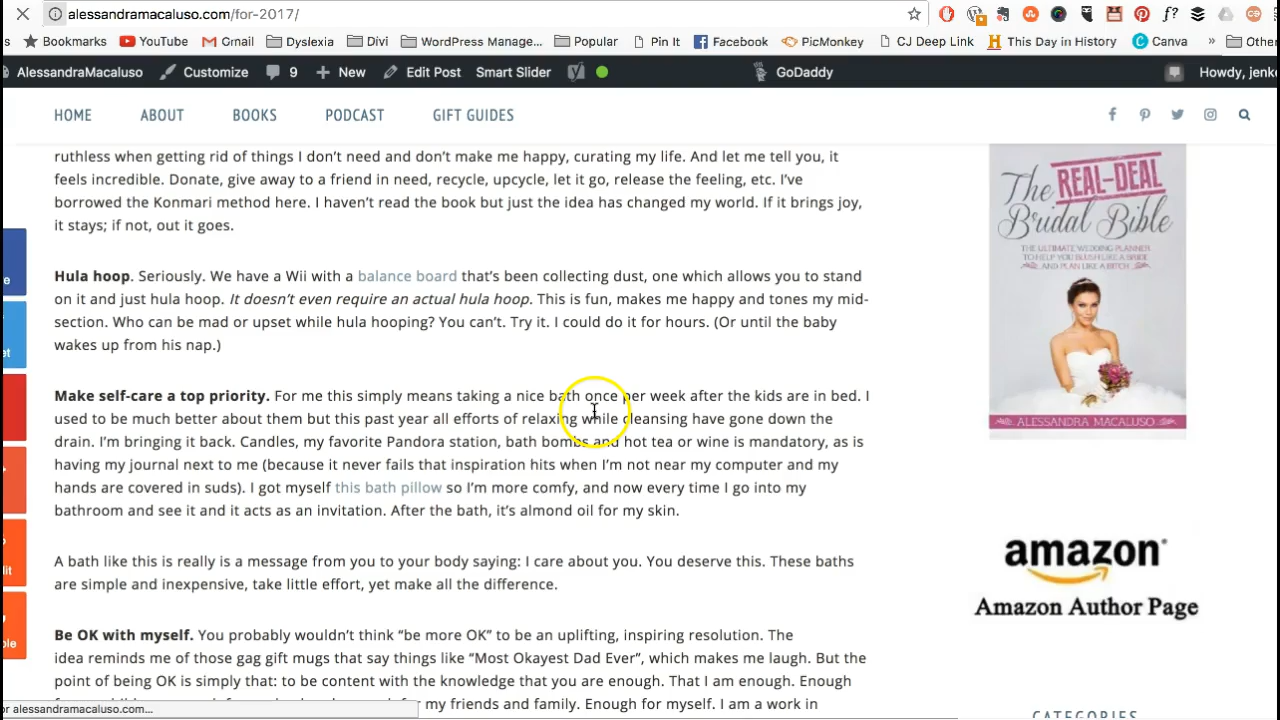 alessandramacaluso.com/for-2017/
s Bookmarks YouTube Gmail Dyslexia Divi WordPress Manage... Popular Pin It Facebook PicMonkey CJ Deep Link This Day in History Canva » Other
AlessandraMacaluso Customize 9 New Edit Post Smart Slider GoDaddy Howdy, jenk
HOME ABOUT BOOKS PODCAST GIFT GUIDES
ruthless when getting rid of things I don't need and don't make me happy, curating my life. And let me tell you, it
feels incredible. Donate, give away to a friend in need, recycle, upcycle, let it go, release the feeling, etc. I've
borrowed the Konmari method here. I haven't read the book but just the idea has changed my world. If it brings joy,
it stays; if not, out it goes.
Hula hoop. Seriously. We have a Wii with a balance board that's been collecting dust, one which allows you to stand
on it and just hula hoop. It doesn't even require an actual hula hoop. This is fun, makes me happy and tones my mid-
section. Who can be mad or upset while hula hooping? You can't. Try it. I could do it for hours. (Or until the baby
wakes up from his nap.)
Make self-care a top priority. For me this simply means taking a nice bath once per week after the kids are in bed. I
used to be much better about them but this past year all efforts of relaxing while cleansing have gone down the
drain. I'm bringing it back. Candles, my favorite Pandora station, bath bombs and hot tea or wine is mandatory, as is
having my journal next to me (because it never fails that inspiration hits when I'm not near my computer and my
hands are covered in suds). I got myself this bath pillow so I'm more comfy, and now every time I go into my
bathroom and see it and it acts as an invitation. After the bath, it's almond oil for my skin.
A bath like this is really is a message from you to your body saying: I care about you. You deserve this. These baths
are simple and inexpensive, take little effort, yet make all the difference.
Be OK with myself. You probably wouldn't think "be more OK" to be an uplifting, inspiring resolution. The
idea reminds me of those gag gift mugs that say things like "Most Okayest Dad Ever", which makes me laugh. But the
point of being OK is simply that: to be content with the knowledge that you are enough. That I am enough. Enough
my friends and family. Enough for myself. I am a work in
or alessandramacaluso.com...
e
et
lit
ble
The REAL-DEAL
Bridal Bible
THE ULTIMATE WEDDING PLANNER
TO HELP YOU BLUSH LIKE A BRIDE
AND PLAN LIKE A BITCH
ALESSANDRA MACALUSO
amazon
Amazon Author Page
CATEGORIES